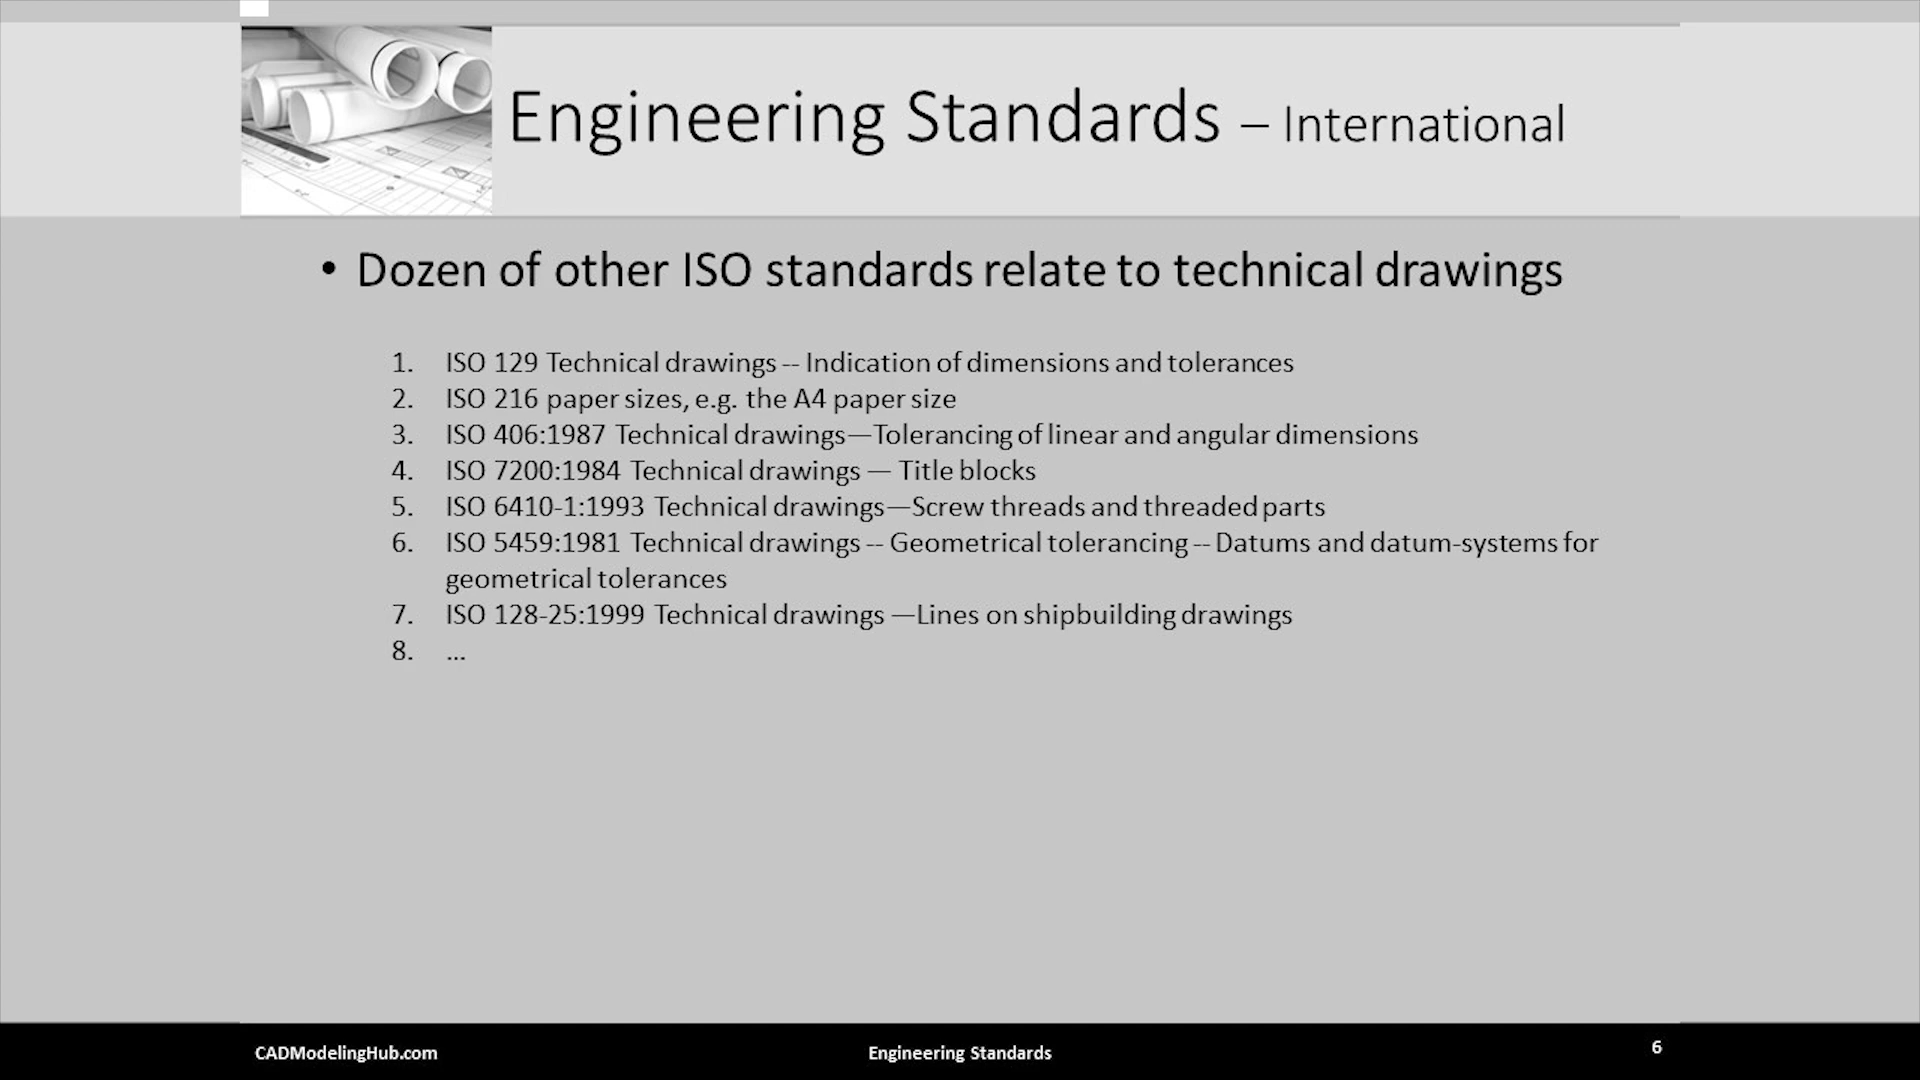 Engineering Standards – International
• Dozen of other ISO standards relate to technical drawings
1. ISO 129 Technical drawings -- Indication of dimensions and tolerances
2. ISO 216 paper sizes, e.g. the A4 paper size
3. ISO 406:1987 Technical drawings—Tolerancing of linear and angular dimensions
4. ISO 7200:1984 Technical drawings — Title blocks
5. ISO 6410-1:1993 Technical drawings—Screw threads and threaded parts
6. ISO 5459:1981 Technical drawings -- Geometrical tolerancing -- Datums and datum-systems for
geometrical tolerances
7. ISO 128-25:1999 Technical drawings —Lines on shipbuilding drawings
8. ...
CADModelingHub.com
Engineering Standards
6